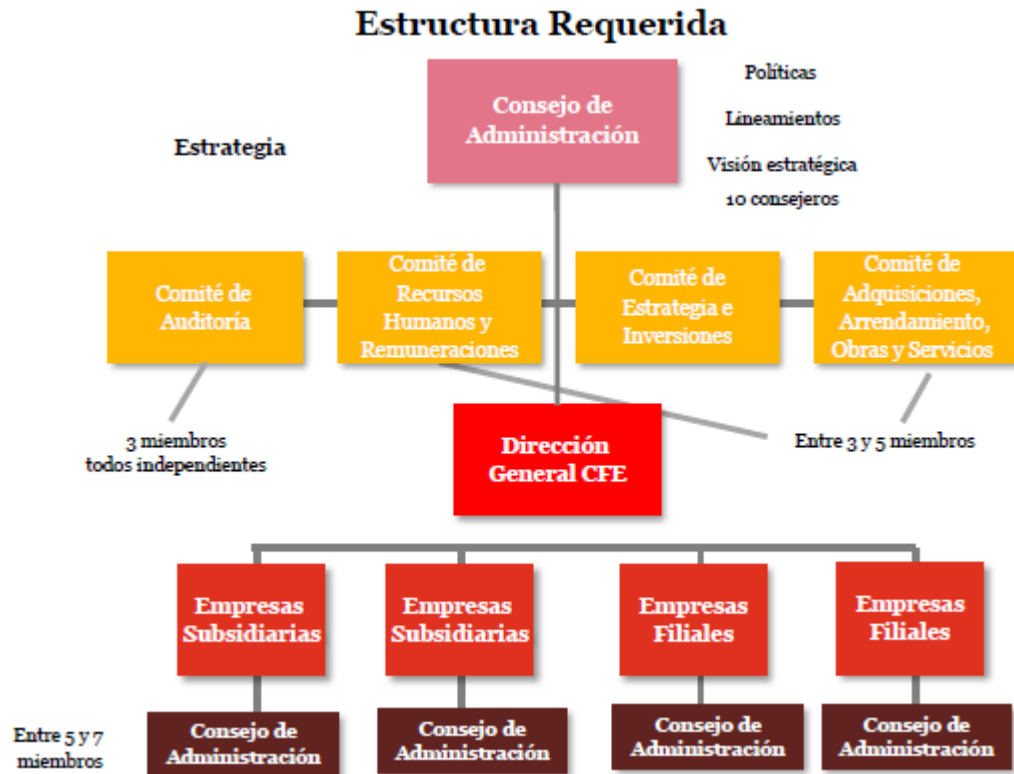 Estructura Requerida
Consejo de
Administración
Políticas
Lineamientos
Visión estratégica
10 consejeros
Estrategia
Comité de
Auditoría
Comité de
Recursos
Humanos y
Remuneraciones
Comité de
Estrategia e
Inversiones
Comité de
Adquisiciones,
Arrendamiento,
Obras y Servicios
3 miembros
todos independientes
Dirección
General CFE
Entre 3 y 5 miembros
Empresas
Subsidiarias
Empresas
Subsidiarias
Empresas
Filiales
Empresas
Filiales
Entre 5 y 7
miembros
Consejo de
Administración
Consejo de
Administración
Consejo de
Administración
Consejo de
Administración